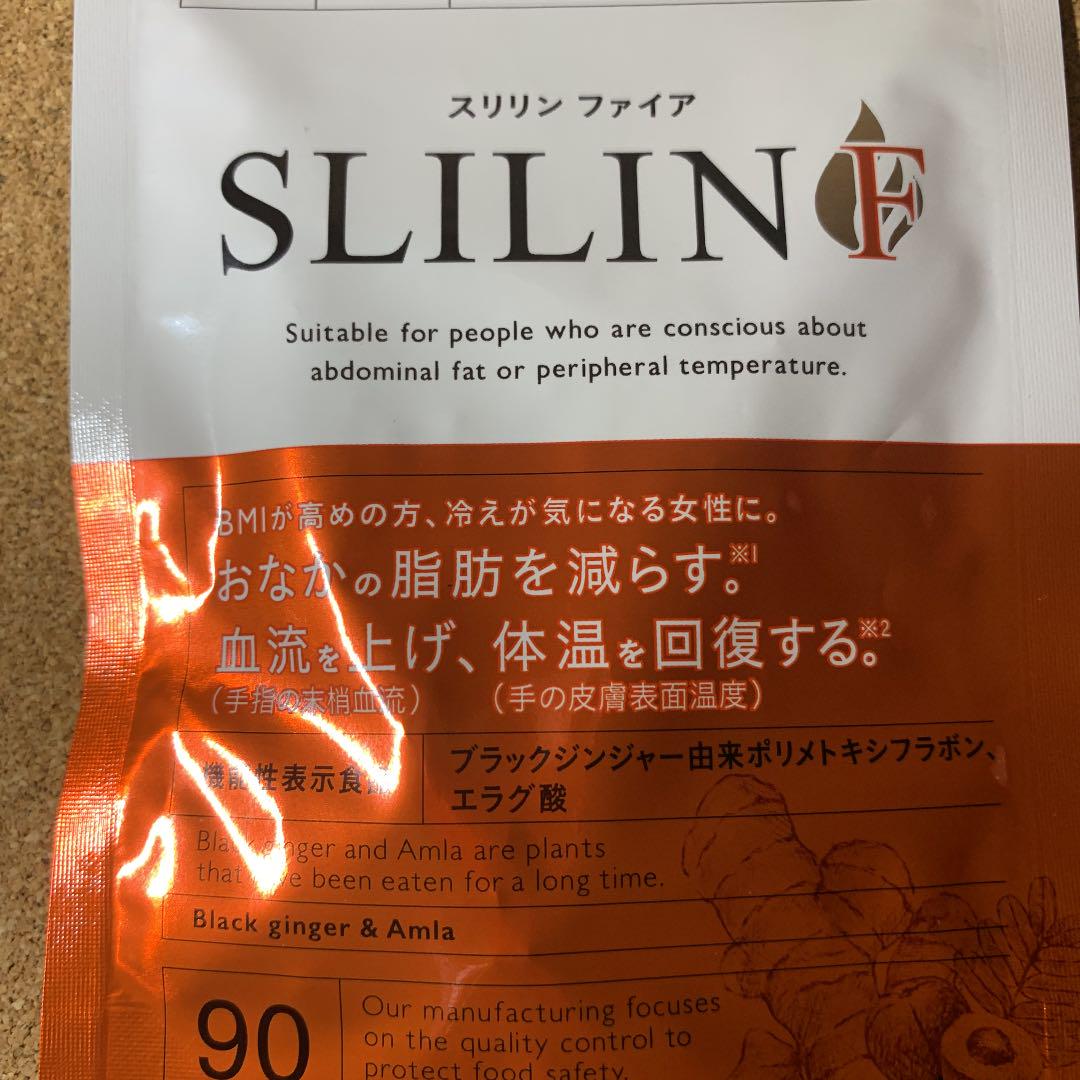 スリリン ファイア
SLILIN F
Suitable for people who are conscious about
abdominal fat or peripheral temperature.
BMIが高めの方、冷えが気になる女性に。
おなかの脂肪を減らす。※1
血流を上げ、体温を回復する。※2
(手指の末梢血流) (手の皮膚表面温度)
機能性表示食品
ブラックジンジャー由来ポリメトキシフラボン、
エラグ酸
Black ginger and Amla are plants
that have been eaten for a long time.
Black ginger & Amla
90
Our manufacturing focuses
on the quality control to
protect food safety.